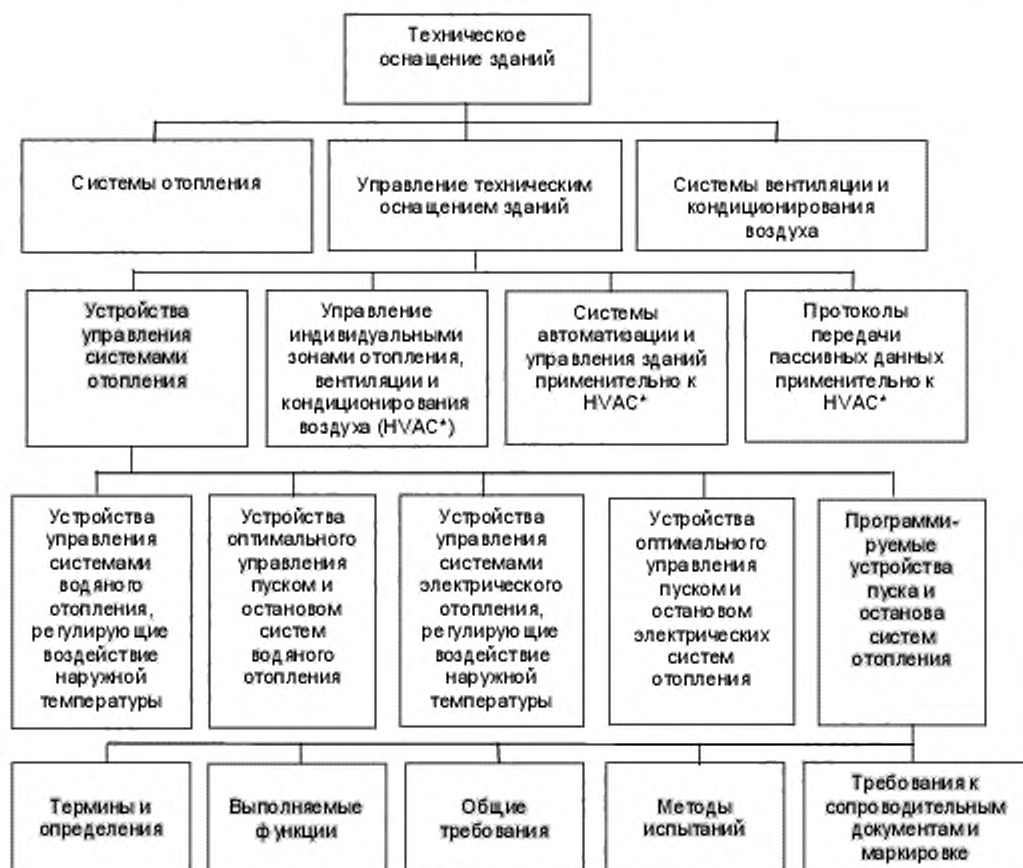 Техническое
оснащение зданий
Системы отопления
Управление техническим
оснащением зданий
Системы вентиляции и
кондиционирования
воздуха
Устройства
управления
системами
отопления
Управление
индивидуальными
зонами отопления,
вентиляции и
кондиционирования
воздуха (HVAC*)
Системы
автоматизации и
управления зданий
применительно к
HVAC*
Протоколы
передачи
пассивных данных
применительно к
HVAC*
Устройства
управления
системами
водяного
отопления,
регулирующие
воздействие
наружной
температуры
Устройства
оптимального
управления
пуском и
остановом
систем
водяного
отопления
Устройства
управления
системами
электрического
отопления,
регулирующие
воздействие
наружной
температуры
Устройства
оптимального
управления
пуском и
остановом
электрических
систем
отопления
Программи-
руемые
устройства
пуска и
останова
систем
отопления
Термины и
определения
Выполняемые
функции
Общие
требования
Методы
испытаний
Требования к
сопроводительным
документам и
маркировке